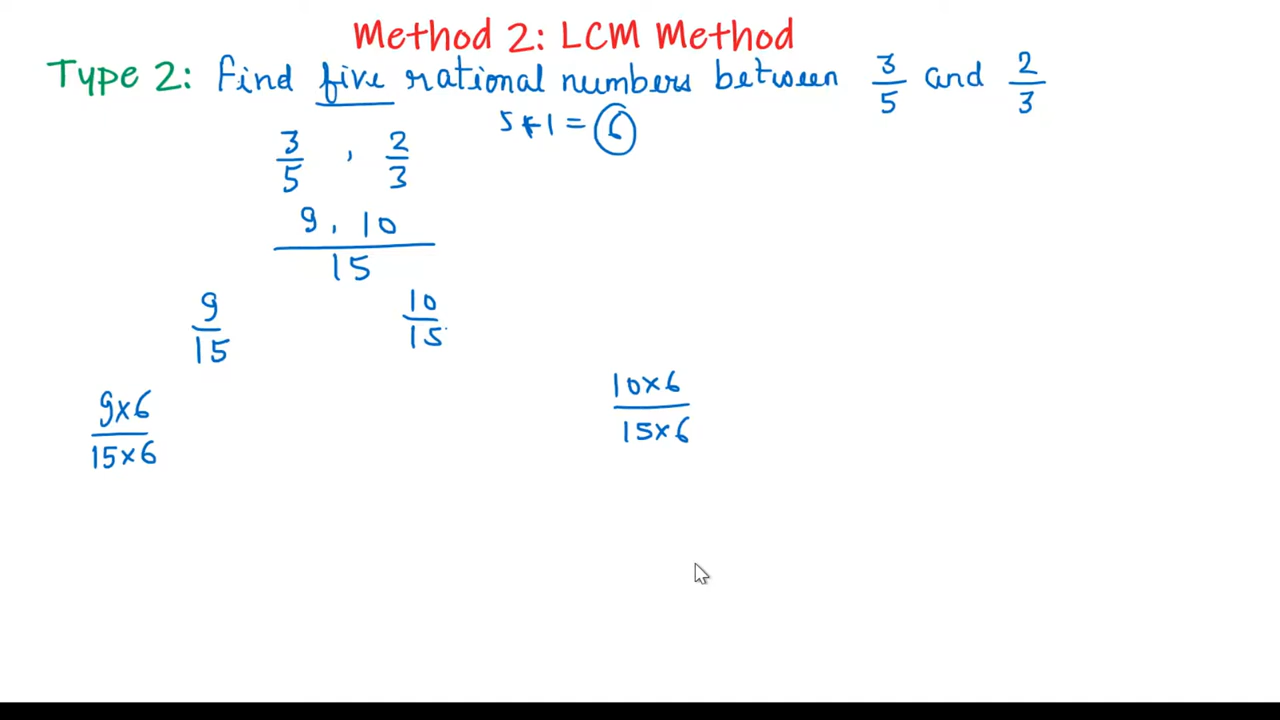 Method 2: LCM Method
Type 2: Find five rational numbers between 3/5 and 2/3
5+1 = 6
3/5 , 2/3
9, 10
15
9/15 10/15
9×6/15×6 10×6/15×6